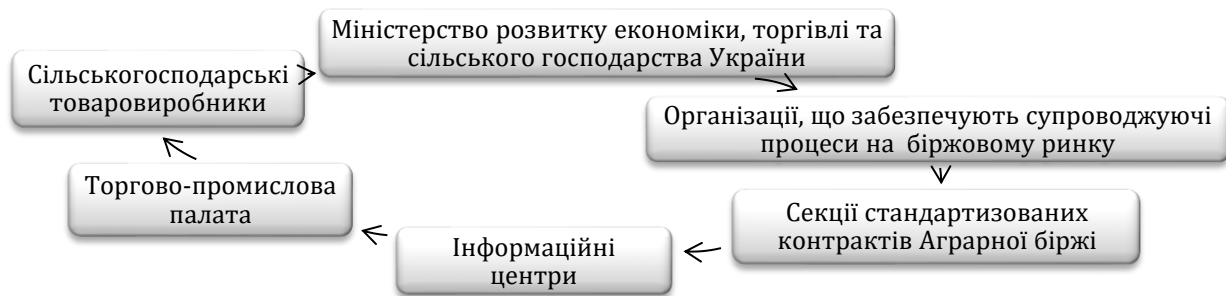 Міністерство розвитку економіки, торгівлі та
сільського господарства України
Сільськогосподарські
товаровиробники
Організації, що забезпечують супроводжуючі
процеси на біржовому ринку
Торгово-промислова
палата
Секції стандартизованих
контрактів Аграрної біржі
Інформаційні
центри